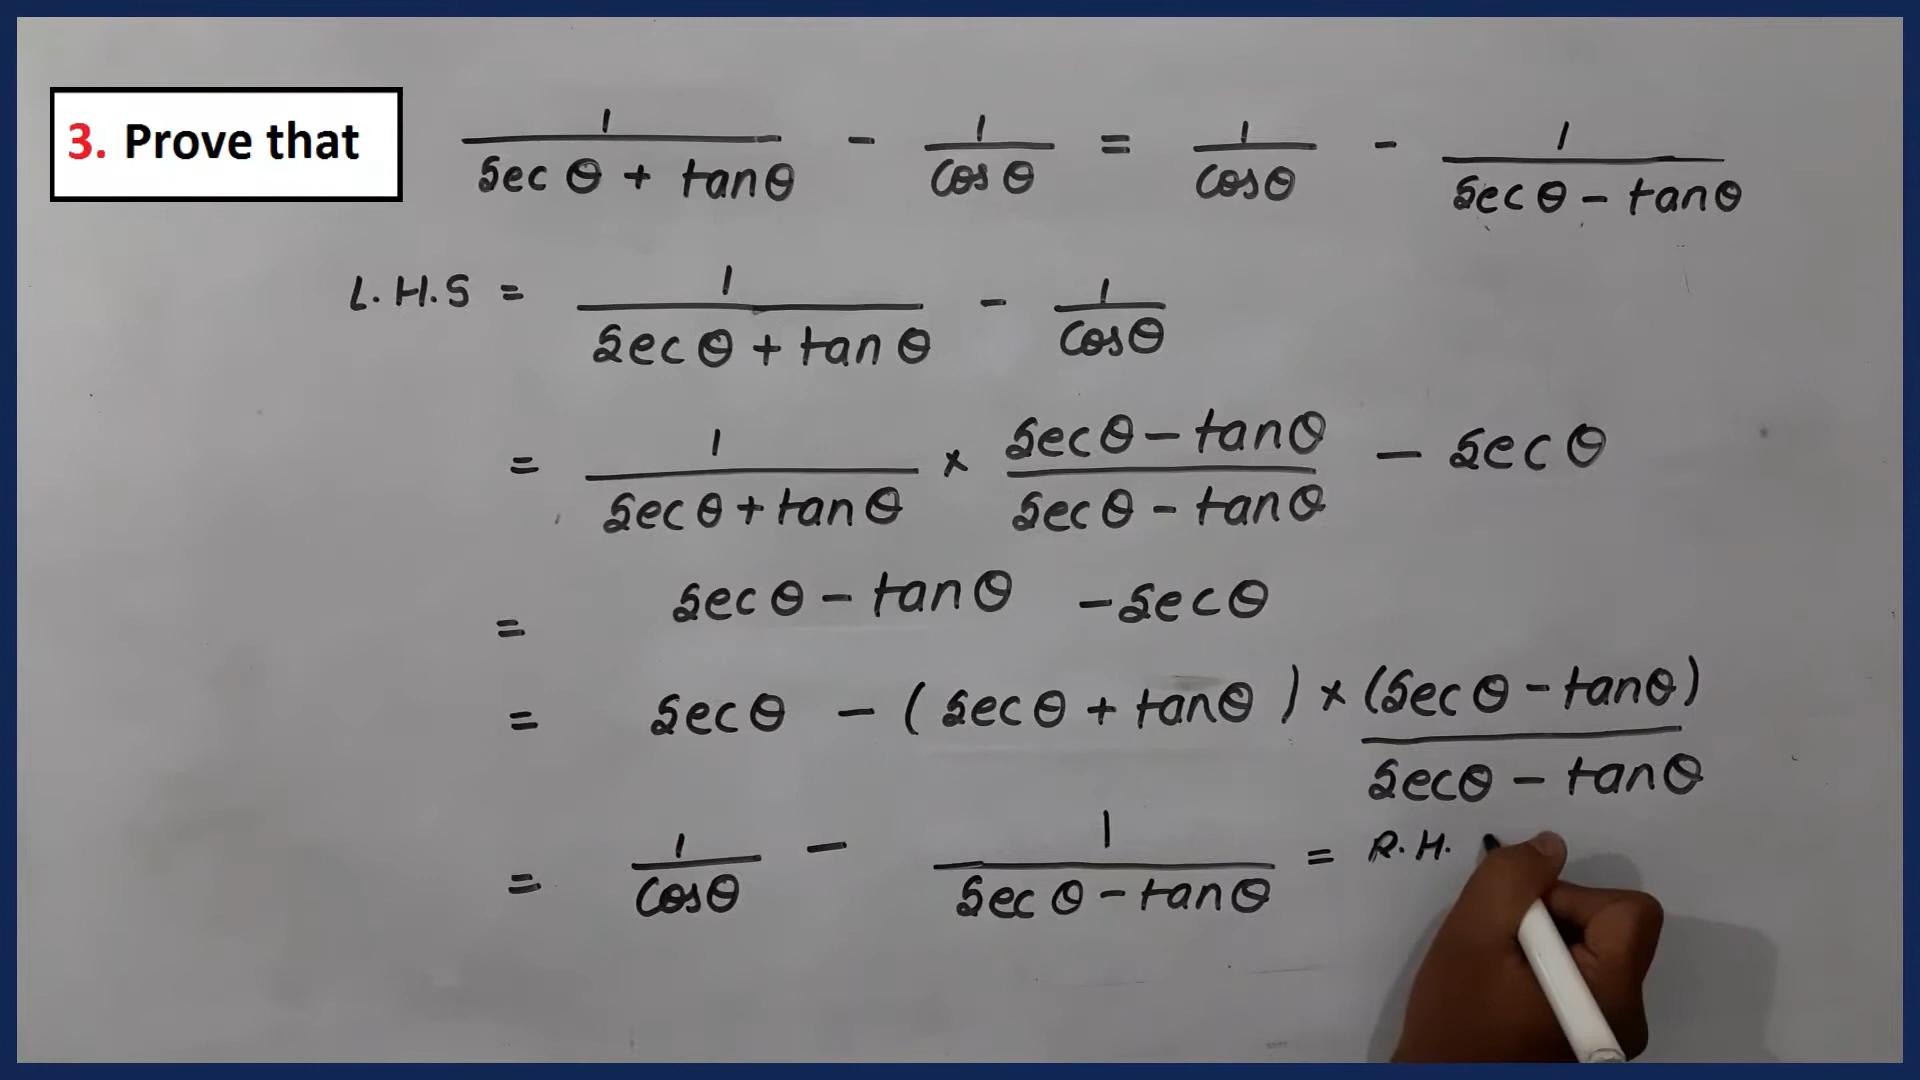 3. Prove that 1/(sec θ + tan θ) - 1/cos θ = 1/cos θ - 1/(sec θ - tan θ)
L.H.S = 1/(sec θ + tan θ) - 1/cos θ
= 1/(sec θ + tan θ) × (sec θ - tan θ)/(sec θ - tan θ) - sec θ
= sec θ - tan θ - sec θ
= sec θ - (sec θ + tan θ) × (sec θ - tan θ)/(sec θ - tan θ)
= 1/cos θ - 1/(sec θ - tan θ) = R.H.